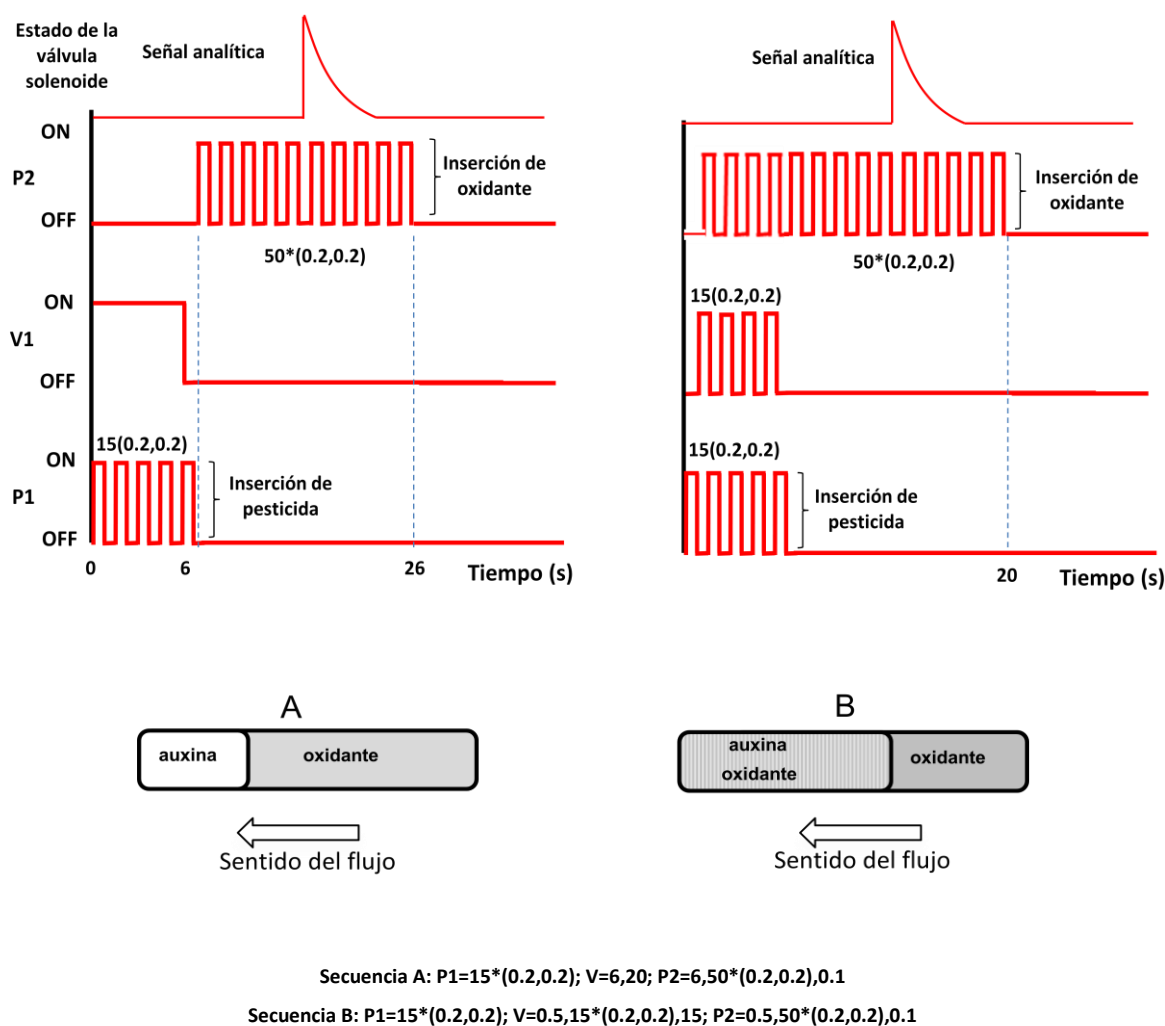 Estado de la
válvula
solenoide
Señal analítica
ON
P2
OFF
Inserción de
oxidante
50*(0.2,0.2)
ON
V1
OFF
15(0.2,0.2)
ON
P1
OFF
Inserción de
pesticida
0
6
26
Tiempo (s)
Señal analítica
Inserción de
oxidante
50*(0.2,0.2)
15(0.2,0.2)
15(0.2,0.2)
Inserción de
pesticida
20
Tiempo (s)
A
auxina
oxidante
Sentido del flujo
B
auxina
oxidante
oxidante
Sentido del flujo
Secuencia A: P1=15*(0.2,0.2); V=6,20; P2=6,50*(0.2,0.2),0.1
Secuencia B: P1=15*(0.2,0.2); V=0.5,15*(0.2,0.2),15; P2=0.5,50*(0.2,0.2),0.1